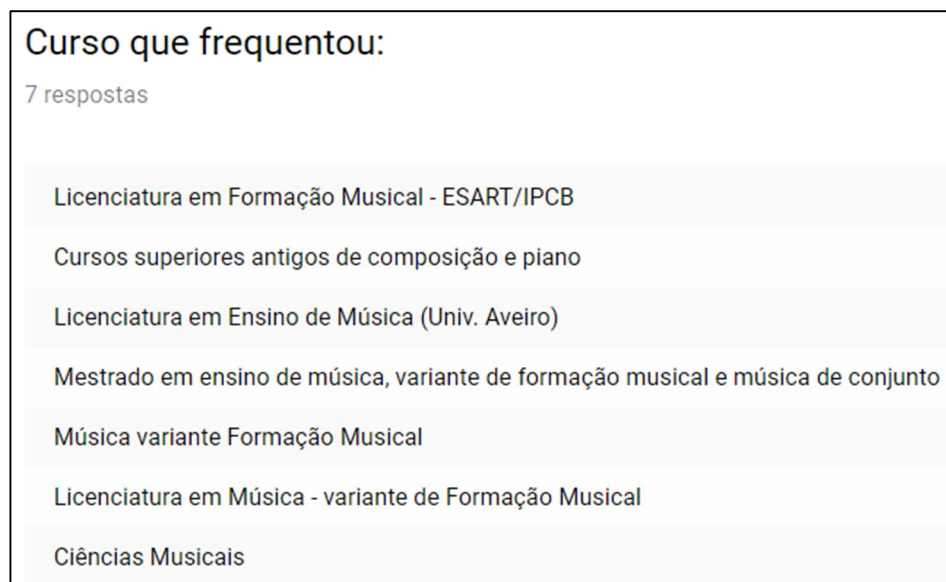 Curso que frequentou:
7 respostas
Licenciatura em Formação Musical - ESART/IPCB
Cursos superiores antigos de composição e piano
Licenciatura em Ensino de Música (Univ. Aveiro)
Mestrado em ensino de música, variante de formação musical e música de conjunto
Música variante Formação Musical
Licenciatura em Música - variante de Formação Musical
Ciências Musicais